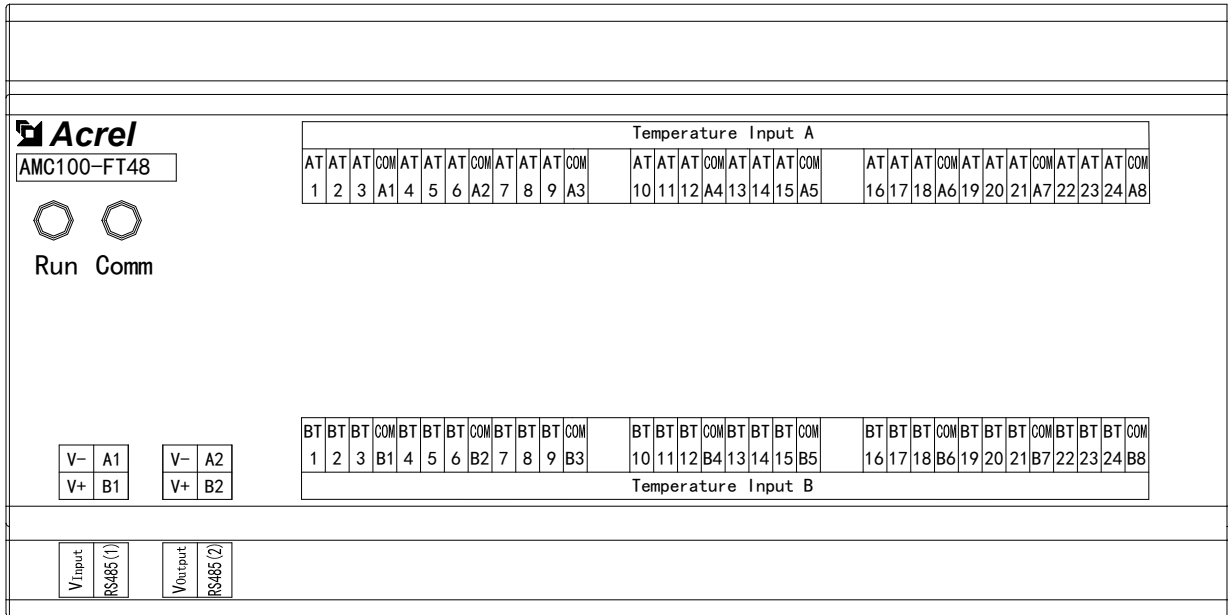 Acrel
AMC100-FT48
Run Comm
Temperature Input A
AT AT AT COM AT AT AT COM AT AT AT COM AT AT AT COM AT AT AT COM AT AT AT COM AT AT AT COM AT AT AT COM
1 2 3 A1 4 5 6 A2 7 8 9 A3 10 11 12 A4 13 14 15 A5 16 17 18 A6 19 20 21 A7 22 23 24 A8
BT BT BT COM BT BT BT COM BT BT BT COM BT BT BT COM BT BT BT COM BT BT BT COM BT BT BT COM BT BT BT COM
1 2 3 B1 4 5 6 B2 7 8 9 B3 10 11 12 B4 13 14 15 B5 16 17 18 B6 19 20 21 B7 22 23 24 B8
Temperature Input B
V- A1 V- A2
V+ B1 V+ B2
VInput RS485(1) VOutput RS485(2)